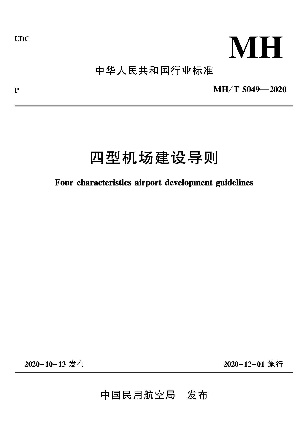 UDC
MH
中华人民共和国行业标准
P
MH/T 5049—2020
四型机场建设导则
Four characteristics airport development guidelines
2020-10-13 发布
2020-12-01 施行
中国民用航空局 发布